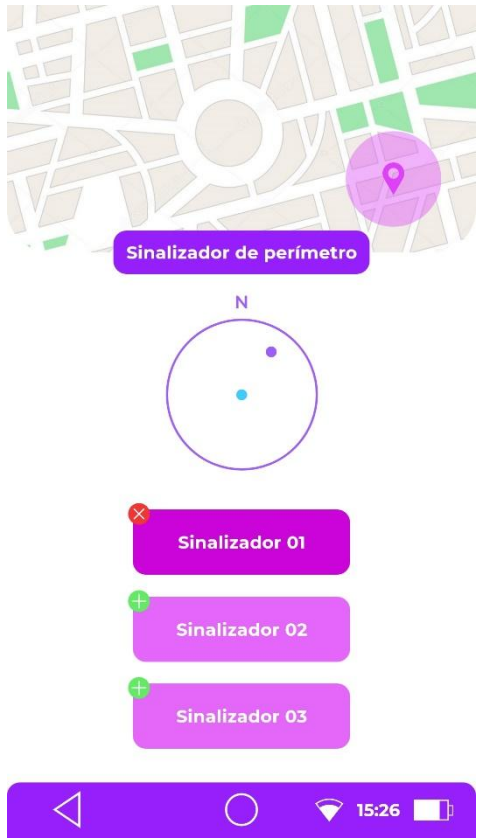 Sinalizador de perímetro
N
Sinalizador 01
Sinalizador 02
Sinalizador 03
15:26